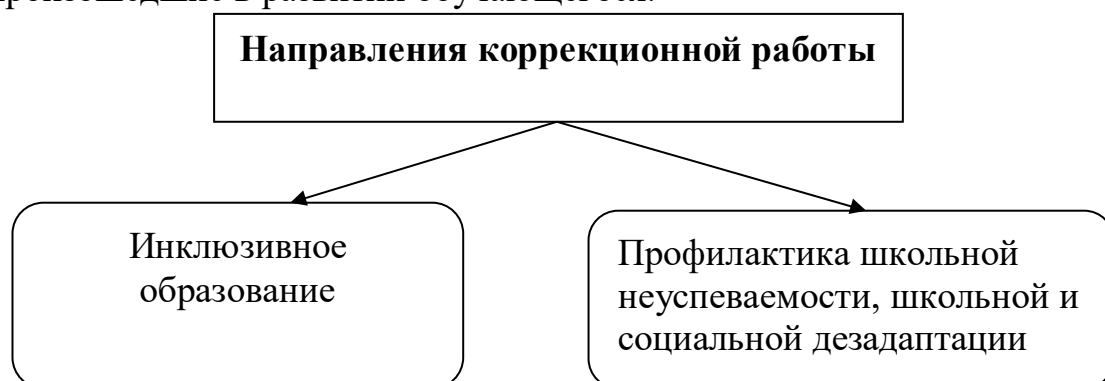 Направления коррекционной работы
Инклюзивное
образование
Профилактика школьной
неуспеваемости, школьной и
социальной дезадаптации